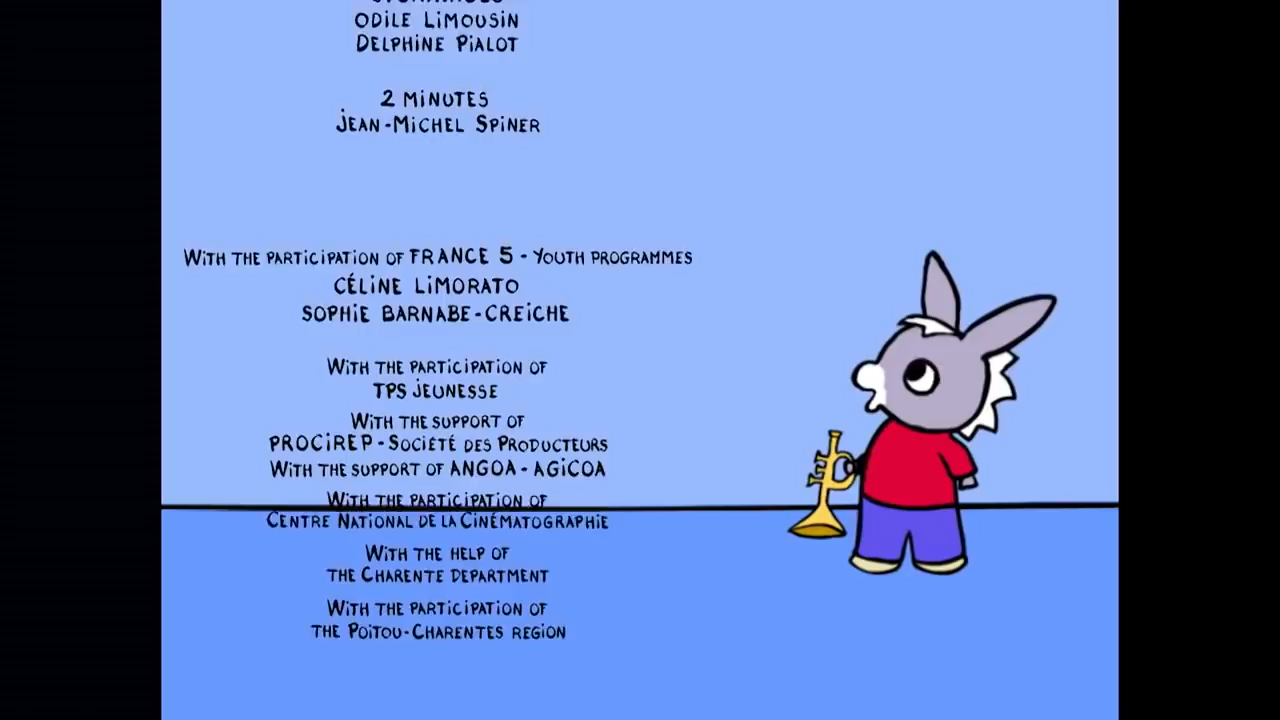 ODILE LIMOUSIN
DELPHINE PIALOT
2 MINUTES
JEAN-MICHEL SPINER
WITH THE PARTICIPATION OF FRANCE 5 - YOUTH PROGRAMMES
CÉLINE LIMORATO
SOPHIE BARNABE-CREICHE
WITH THE PARTICIPATION OF
TPS JEUNESSE
WITH THE SUPPORT OF
PROCIREP - SOCIÉTÉ DES PRODUCTEURS
WITH THE SUPPORT OF ANGOA - AGICOA
WITH THE PARTICIPATION OF
CENTRE NATIONAL DE LA CINÉMATOGRAPHIE
WITH THE HELP OF
THE CHARENTE DEPARTMENT
WITH THE PARTICIPATION OF
THE POITOU-CHARENTES REGION